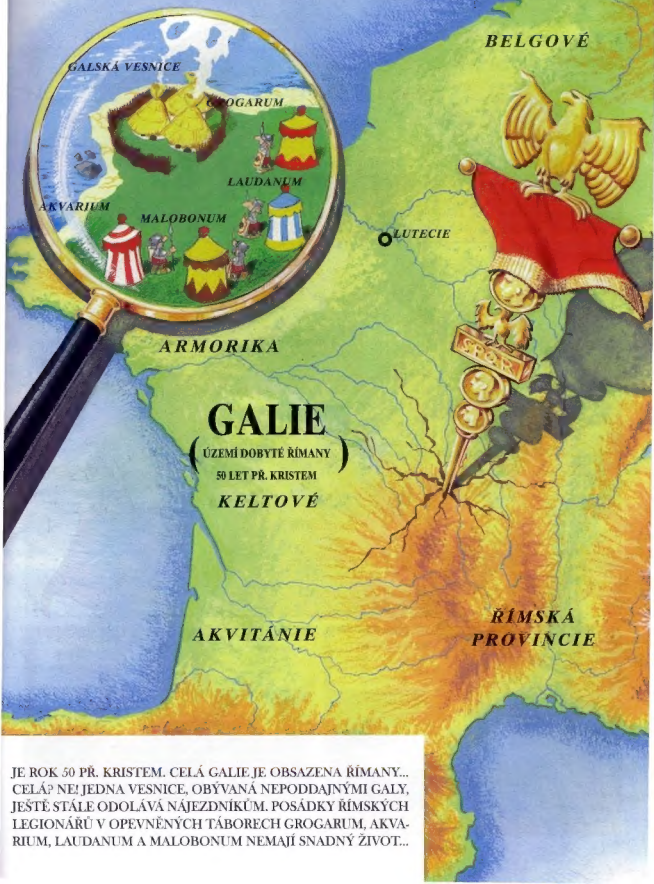 BELGOVÉ
GALSKÁ VESNICE
GROGARUM
LAUDANUM
AKVARIUM
MALOBONUM
LUTECIE
ARMORIKA
GALIE
(ÚZEMÍ DOBYTÉ ŘÍMANY
50 LET PŘ. KRISTEM)
KELTOVÉ
AKVITÁNIE
ŘÍMSKÁ
PROVINCIE
SPQR
JE ROK 50 PŘ. KRISTEM. CELÁ GALIE JE OBSAZENA ŘÍMANY...
CELÁ? NE! JEDNA VESNICE, OBÝVANÁ NEPODDAJNÝMI GALY,
JEŠTĚ STÁLE ODOLÁVÁ NÁJEZDNÍKŮM. POSÁDKY ŘÍMSKÝCH
LEGIONÁŘŮ V OPEVNĚNÝCH TÁBORECH GROGARUM, AKVA-
RIUM, LAUDANUM A MALOBONUM NEMAJÍ SNADNÝ ŽIVOT...